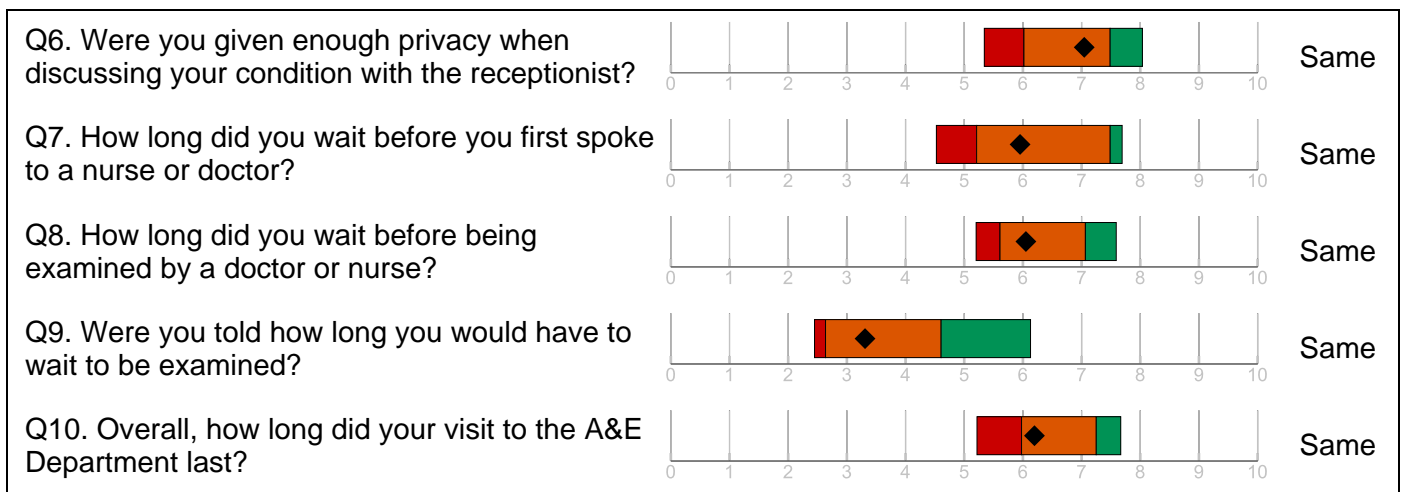 Q6. Were you given enough privacy when
discussing your condition with the receptionist?
0 1 2 3 4 5 6 7 8 9 10
Same
Q7. How long did you wait before you first spoke
to a nurse or doctor?
0 1 2 3 4 5 6 7 8 9 10
Same
Q8. How long did you wait before being
examined by a doctor or nurse?
0 1 2 3 4 5 6 7 8 9 10
Same
Q9. Were you told how long you would have to
wait to be examined?
0 1 2 3 4 5 6 7 8 9 10
Same
Q10. Overall, how long did your visit to the A&E
Department last?
0 1 2 3 4 5 6 7 8 9 10
Same